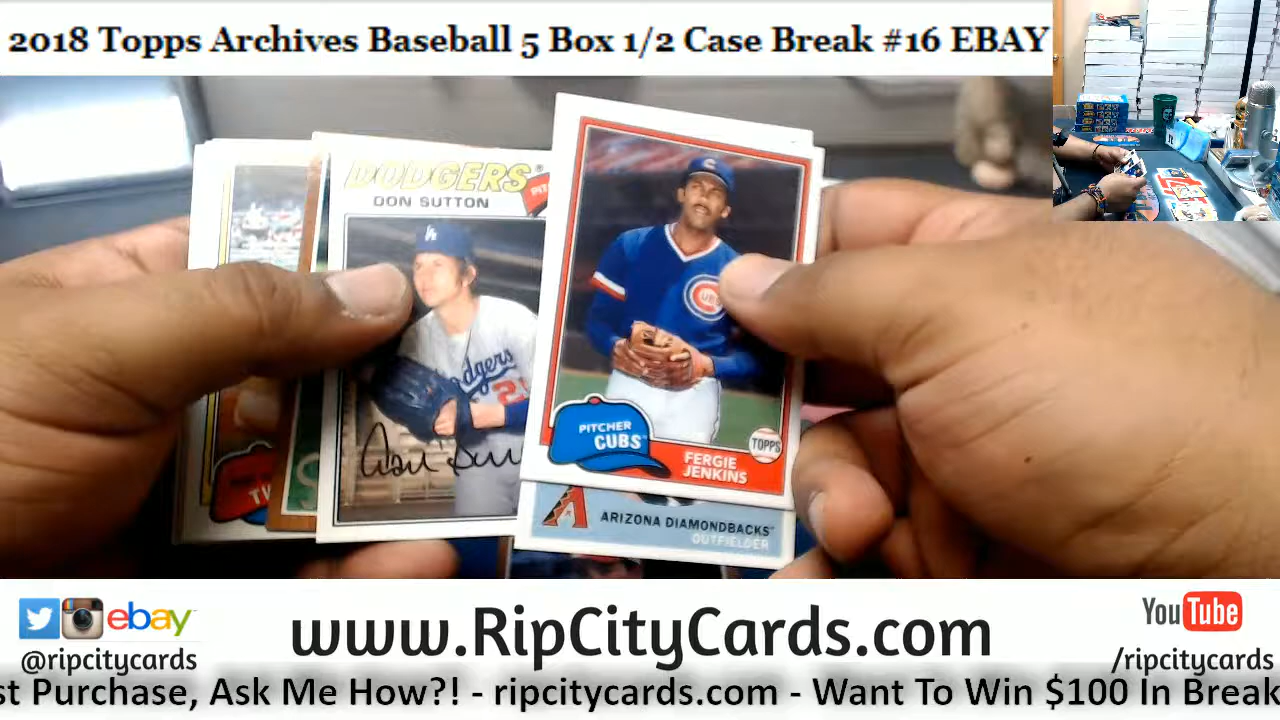 2018 Topps Archives Baseball 5 Box 1/2 Case Break #16 EBAY
DODGERS
DON SUTTON
PITCHER
CUBS
TOPPS
FERGIE
JENKINS
ARIZONA DIAMONDBACKS
OUTFIELDER
ebay
@ripcitycards
www.RipCityCards.com
YouTube
/ripcitycards
st Purchase, Ask Me How?! - ripcitycards.com - Want To Win $100 In Break